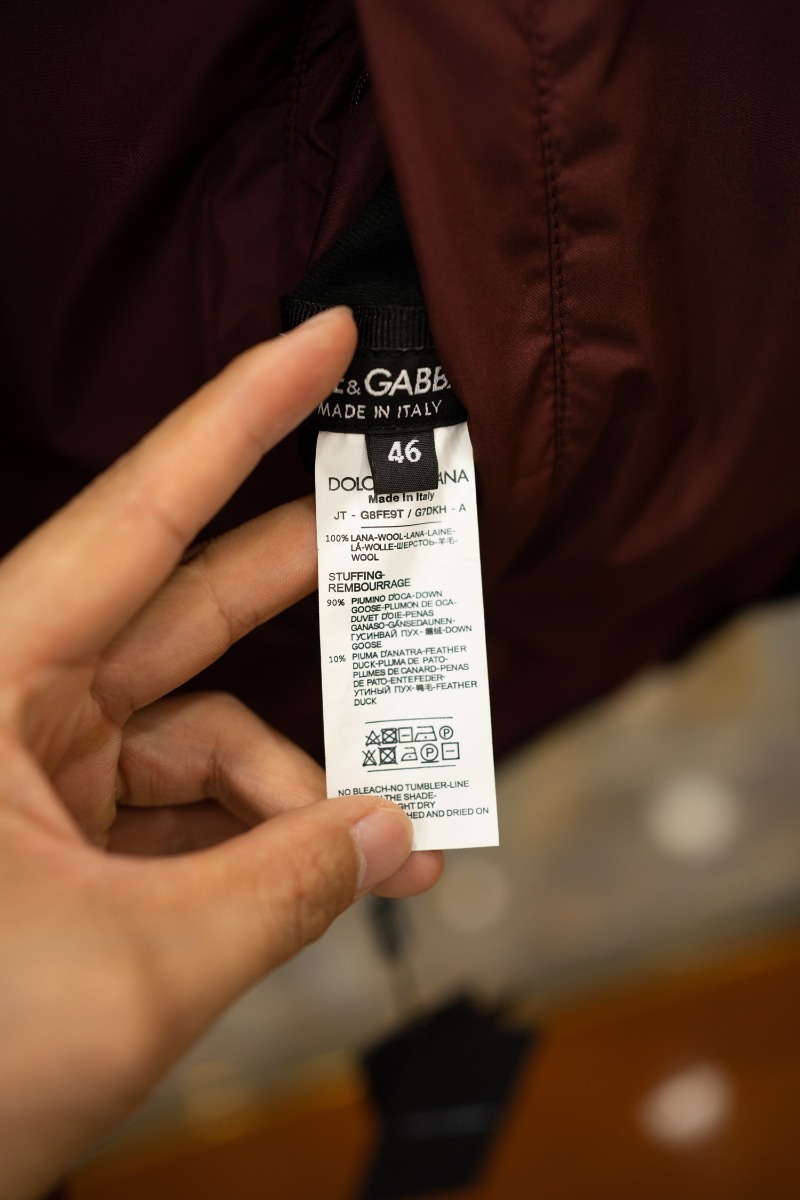 E&GABB
MADE IN ITALY
46
DOLC ANA
Made In Italy
JT - G8FE9T / G7DKH - A
100% LANA-WOOL-LANA-LAINE-
LÁ-WOLLE-ШЕРСТОЬ-羊毛-
WOOL
STUFFING-
REMBOURRAGE
90% PIUMINO D'OCA-DOWN
GOOSE-PLUMON DE OCA-
DUVET D'OIE-PENAS
GANASO-GÄNSEDAUNEN-
ГУСИНВАЙ ПУХ-鵝絨-DOWN
GOOSE
10% PIUMA D'ANATRA-FEATHER
DUCK-PLUMA DE PATO-
PLUMES DE CANARD-PENAS
DE PATO-ENTEFEDER-
УТИНЫЙ ПУХ-鴨毛-FEATHER
DUCK
NO BLEACH-NO TUMBLER-LINE
THE SHADE-
GHT DRY
HED AND DRIED ON